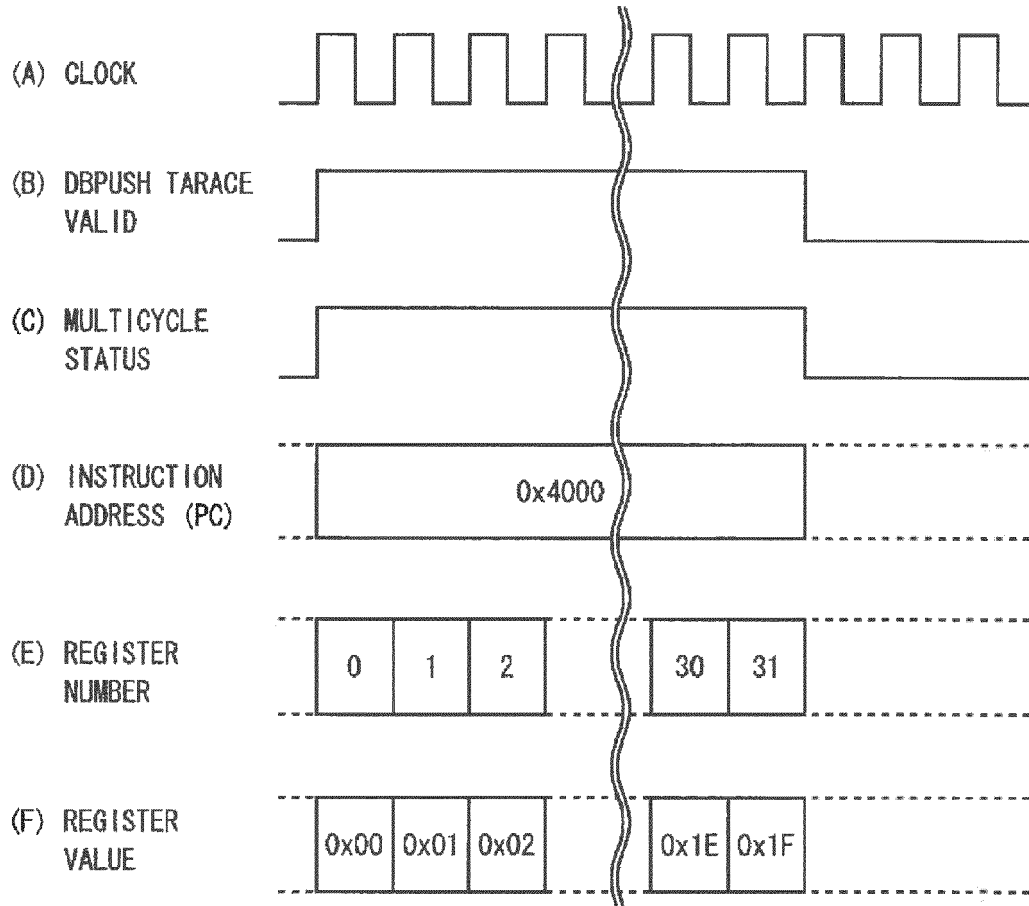 (A) CLOCK
(B) DBPUSH TARACE
VALID
(C) MULTICYCLE
STATUS
(D) INSTRUCTION
ADDRESS (PC)
0x4000
(E) REGISTER
NUMBER
0 1 2 30 31
(F) REGISTER
VALUE
0x00 0x01 0x02 0x1E 0x1F